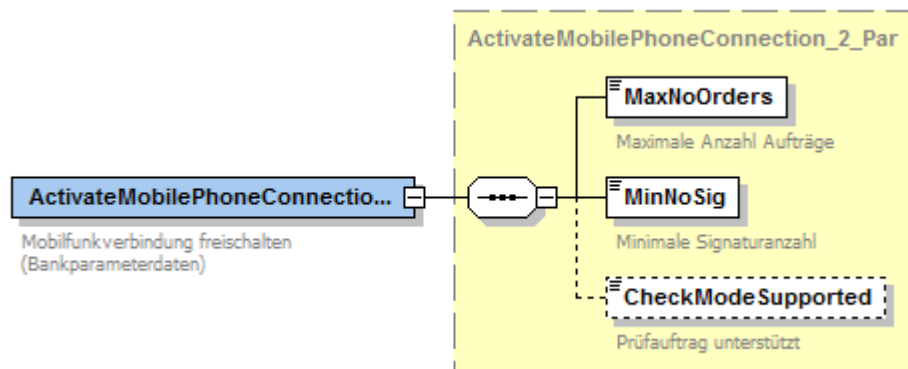 ActivateMobilePhoneConnection_2_Par
MaxNoOrders
Maximale Anzahl Aufträge
ActivateMobilePhoneConnectio...
Mobilfunkverbindung freischalten
(Bankparameterdaten)
MinNoSig
Minimale Signaturanzahl
CheckModeSupported
Prüfauftrag unterstützt